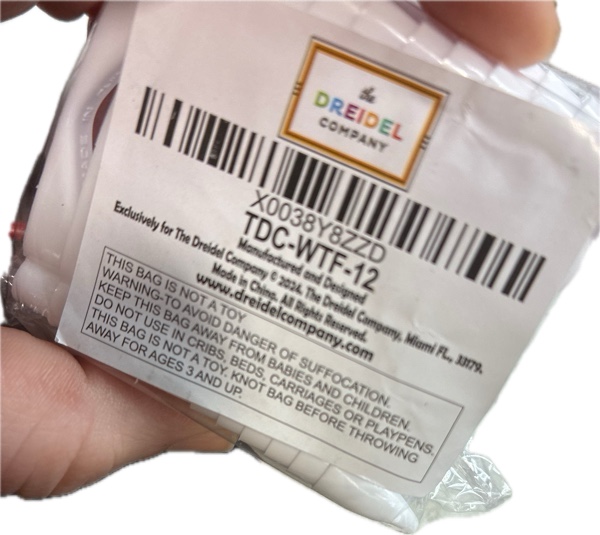 the
DREIDEL
COMPANY
X0038Y8ZZD
TDC-WTF-12
Manufactured and Designed
Exclusively for The Dreidel Company © 2024. The Dreidel Company, Miami FL., 33179.
Made in China. All Rights Reserved.
www.dreidelcompany.com
THIS BAG IS NOT A TOY
WARNING-TO AVOID DANGER OF SUFFOCATION.
KEEP THIS BAG AWAY FROM BABIES AND CHILDREN.
DO NOT USE IN CRIBS, BEDS, CARRIAGES OR PLAYPENS.
THIS BAG IS NOT A TOY. KNOT BAG BEFORE THROWING
AWAY FOR AGES 3 AND UP.